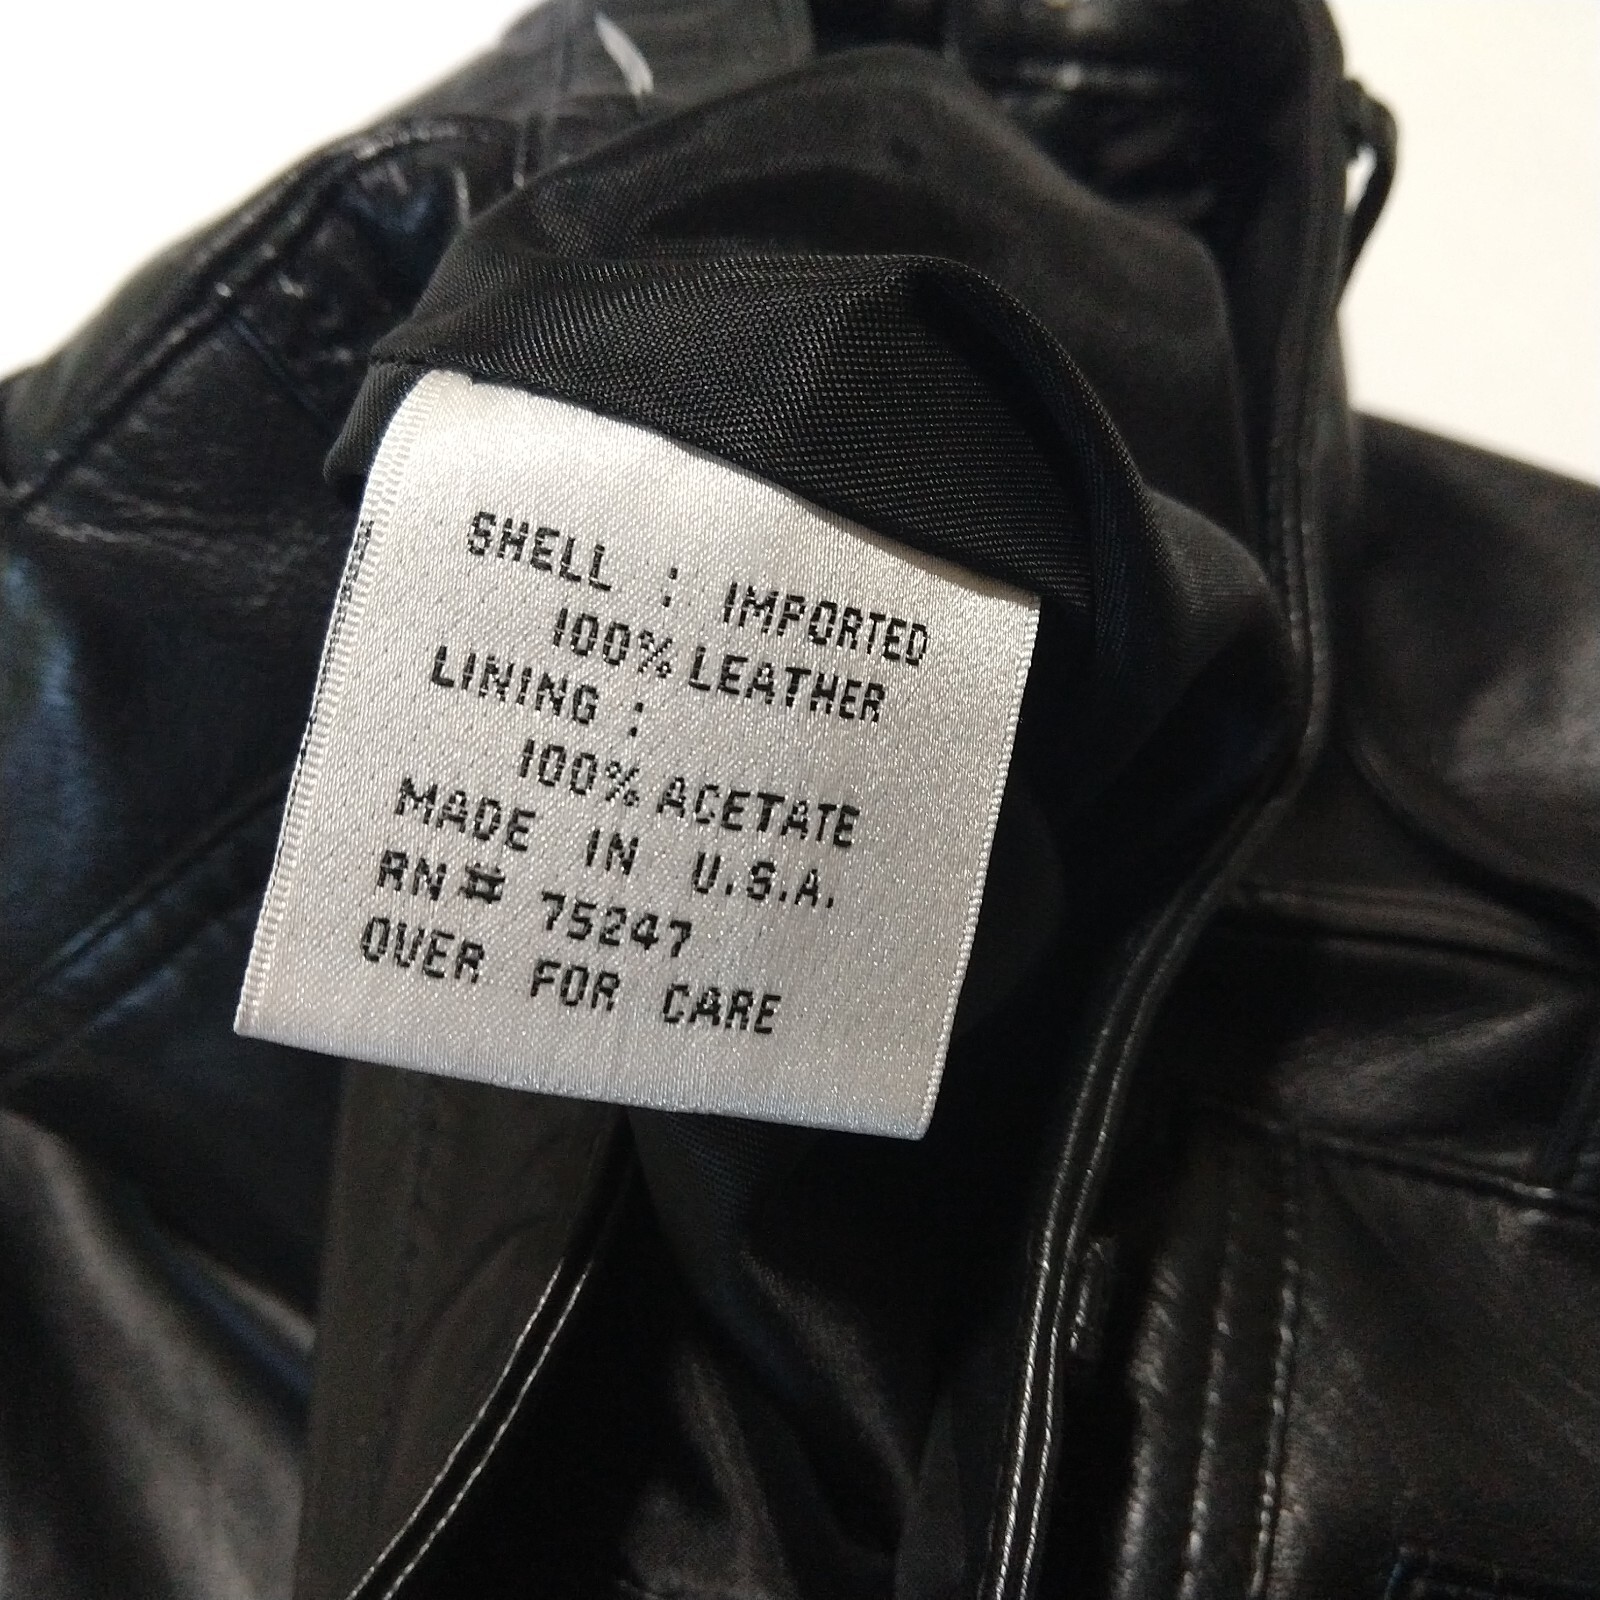 SHELL : IMPORTED
100% LEATHER
LINING :
100% ACETATE
MADE IN U.S.A.
RN# 75247
OVER FOR CARE